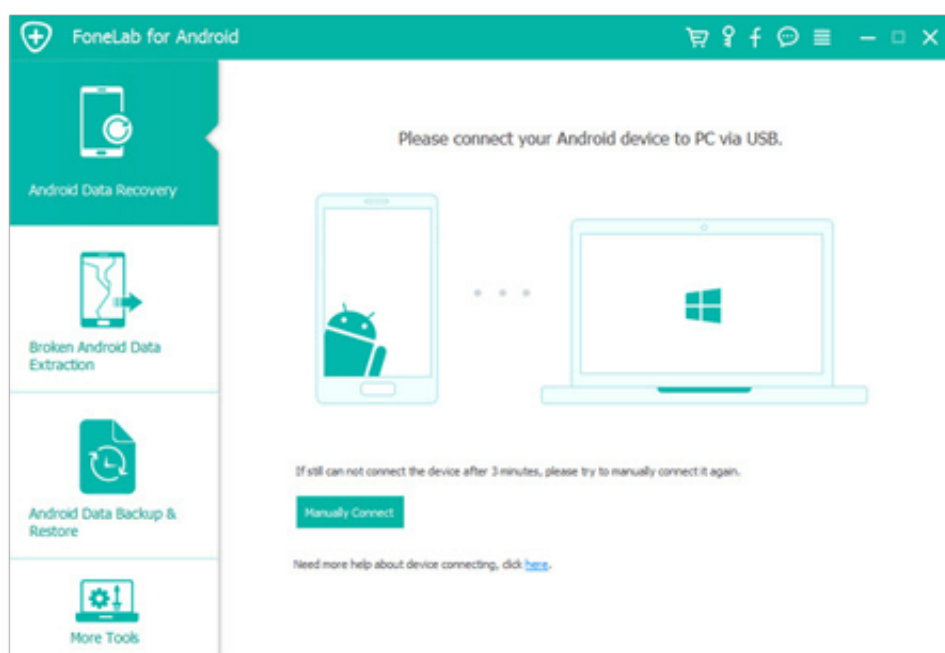 FoneLab for Android
Android Data Recovery
Please connect your Android device to PC via USB.
Broken Android Data
Extraction
If still can not connect the device after 3 minutes, please try to manually connect it again.
Manually Connect
Android Data Backup &
Restore
Need more help about device connecting, click here.
More Tools